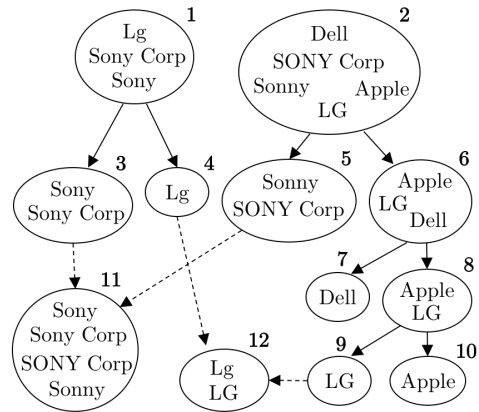 1
Lg
Sony Corp
Sony
2
Dell
SONY Corp
Sonny Apple
LG
3
Sony
Sony Corp
4
Lg
5
Sonny
SONY Corp
6
Apple
LG
Dell
7
Dell
8
Apple
LG
11
Sony
Sony Corp
SONY Corp
Sonny
12
Lg
LG
9
LG
10
Apple